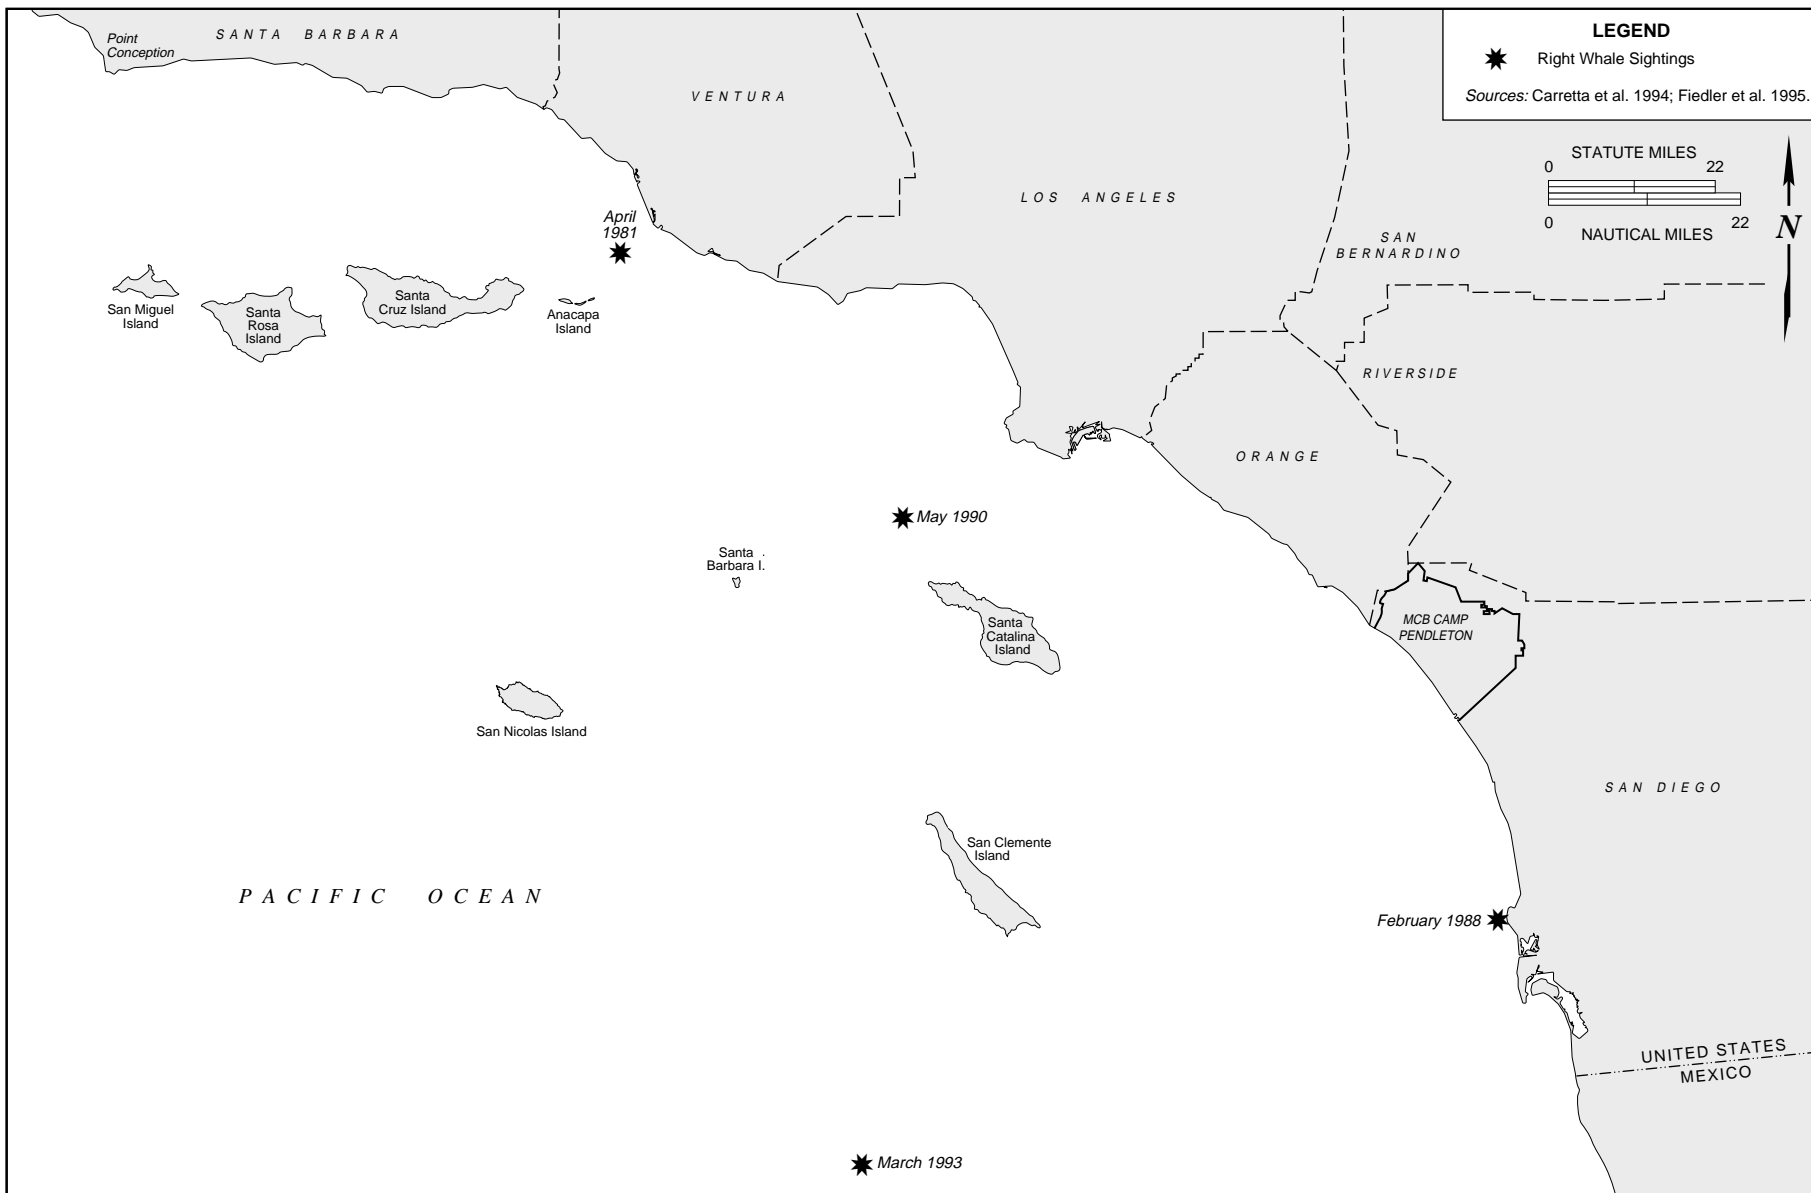 Point
Conception
SANTA BARBARA
VENTURA
LOS ANGELES
LEGEND
Right Whale Sightings
Sources: Carretta et al. 1994; Fiedler et al. 1995.
STATUTE MILES
0 22
0 22
NAUTICAL MILES
N
SAN
BERNARDINO
April
1981
San Miguel
Island
Santa
Rosa
Island
Santa
Cruz Island
Anacapa
Island
RIVERSIDE
ORANGE
May 1990
Santa
Barbara I.
Santa
Catalina
Island
MCB CAMP
PENDLETON
San Nicolas Island
SAN DIEGO
San Clemente
Island
PACIFIC OCEAN
February 1988
UNITED STATES
MEXICO
March 1993